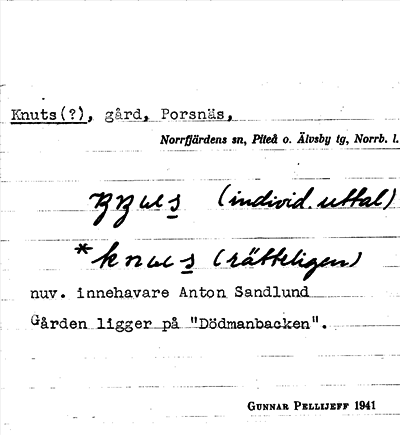 Knuts(?), gård, Porsnäs,
Norrfjärdens sn, Piteå o. Älvsby tg, Norrb. l.
(individ. uttal)
*knɯs (rätteligen)
nuv. innehavare Anton Sandlund
Gården ligger på "Dödmanbacken".
GUNNAR PELLIJEFF 1941